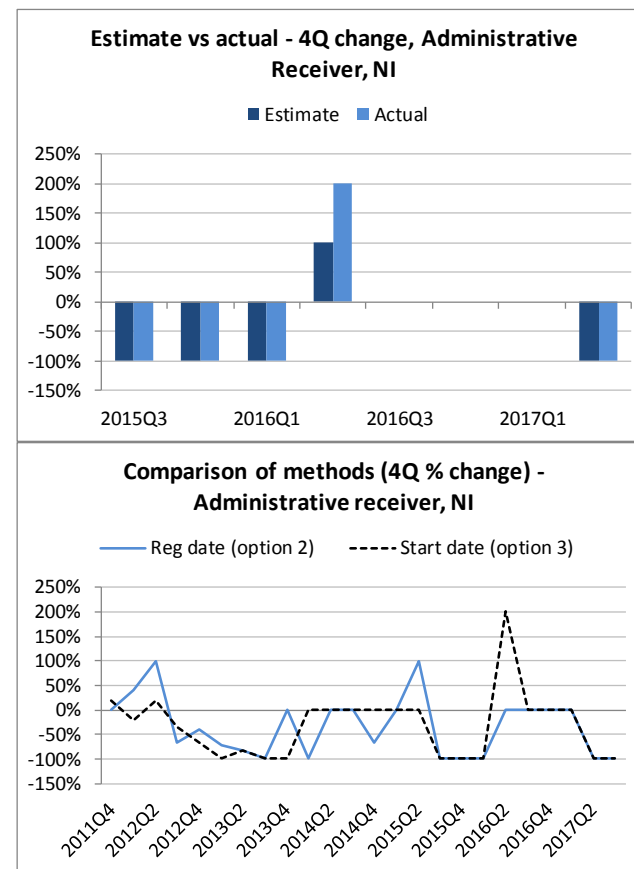 Estimate vs actual - 4Q change, Administrative
Receiver, NI
Estimate Actual
250%
200%
150%
100%
50%
0%
-50%
-100%
-150%
2015Q3 2016Q1 2016Q3 2017Q1
Comparison of methods (4Q % change) -
Administrative receiver, NI
Reg date (option 2) Start date (option 3)
250%
200%
150%
100%
50%
0%
-50%
-100%
-150%
2011Q4
2012Q2
2012Q4
2013Q2
2013Q4
2014Q2
2014Q4
2015Q2
2015Q4
2016Q2
2016Q4
2017Q2